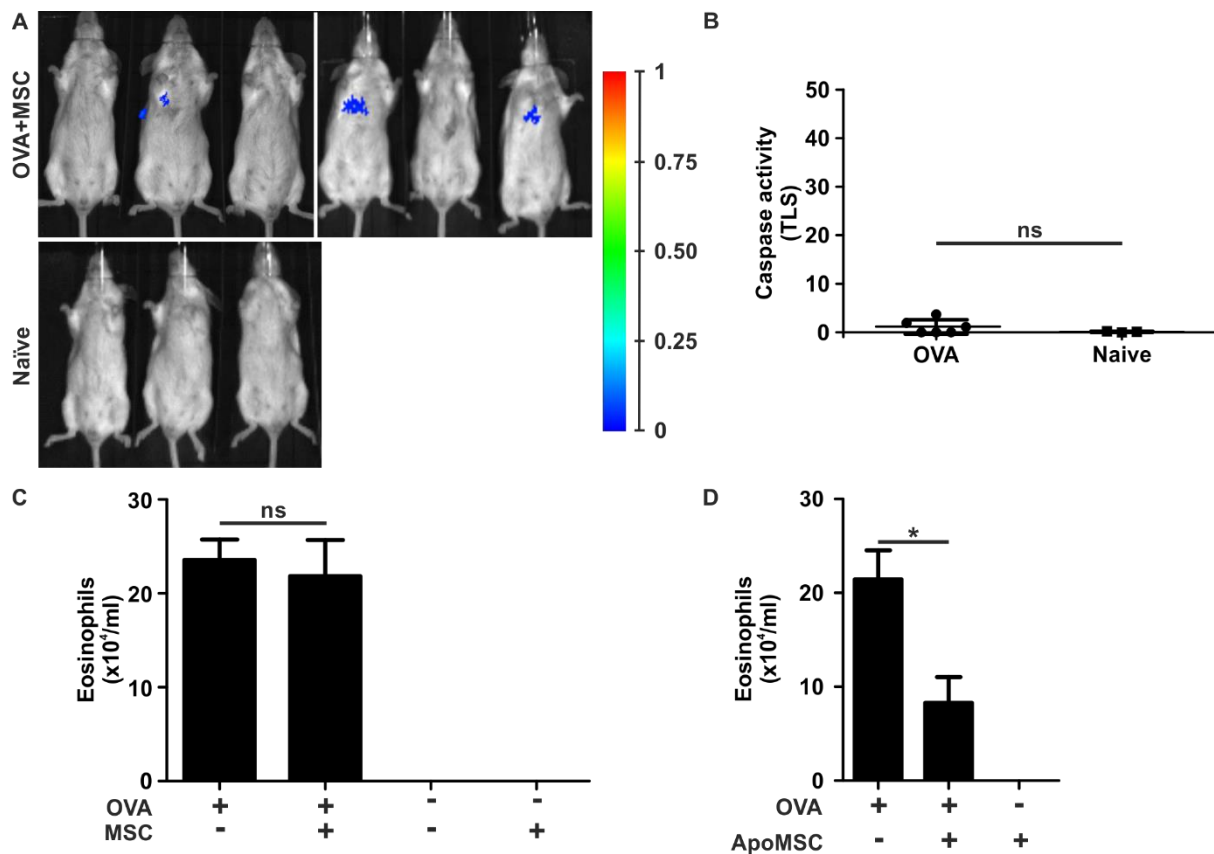 A
OVA+MSC
Naïve
1
0.75
0.50
0.25
0
B
Caspase activity
(TLS)
50
40
30
20
10
0
ns
OVA
Naive
C
Eosinophils
(x10⁴/ml)
30
20
10
0
ns
OVA + + - -
MSC - + - +
D
Eosinophils
(x10⁴/ml)
30
20
10
0
*
OVA + + -
ApoMSC - + +